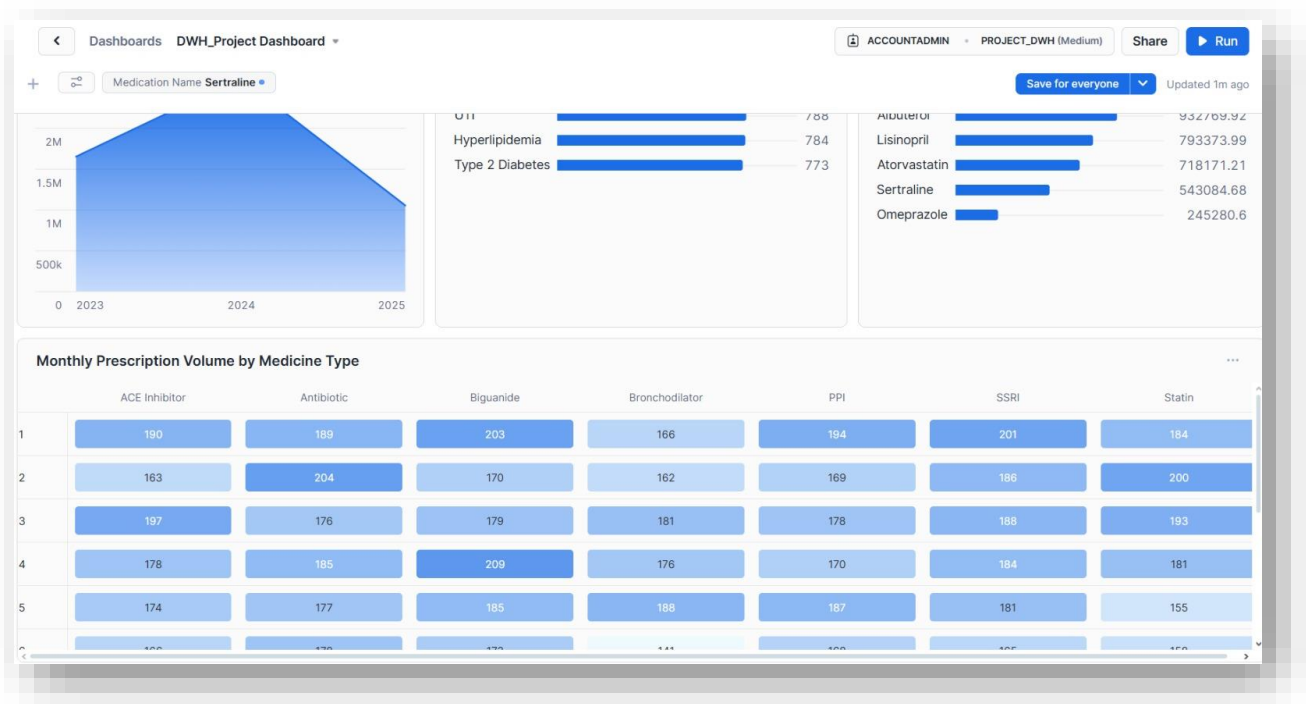 Dashboards DWH_Project Dashboard
ACCOUNTADMIN PROJECT_DWH (Medium) Share Run
Medication Name Sertraline
Save for everyone Updated 1m ago
2M
1.5M
1M
500k
0 2023 2024 2025
UTI 788
Hyperlipidemia 784
Type 2 Diabetes 773
Albuterol 932769.92
Lisinopril 793373.99
Atorvastatin 718171.21
Sertraline 543084.68
Omeprazole 245280.6
Monthly Prescription Volume by Medicine Type
ACE Inhibitor Antibiotic Biguanide Bronchodilator PPI SSRI Statin
1 190 189 203 166 194 201 184
2 163 204 170 162 169 186 200
3 197 176 179 181 178 188 193
4 178 185 209 176 170 184 181
5 174 177 185 188 187 181 155